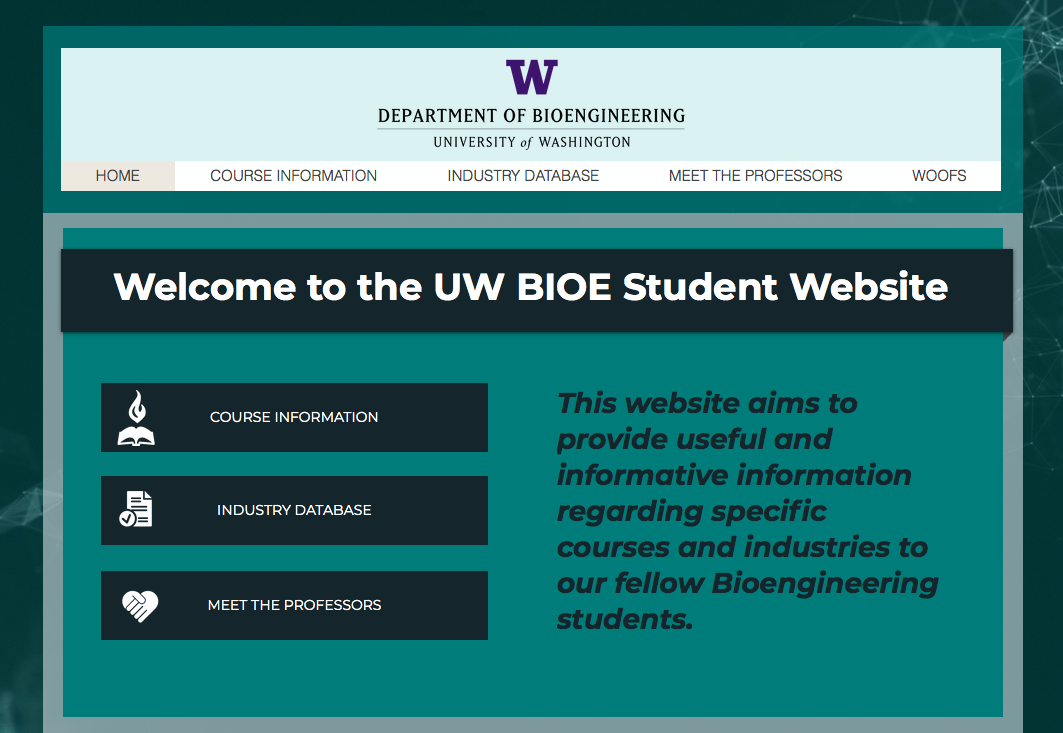 W
DEPARTMENT OF BIOENGINEERING
UNIVERSITY of WASHINGTON
HOME COURSE INFORMATION INDUSTRY DATABASE MEET THE PROFESSORS WOOFS
Welcome to the UW BIOE Student Website
COURSE INFORMATION
INDUSTRY DATABASE
MEET THE PROFESSORS
This website aims to
provide useful and
informative information
regarding specific
courses and industries to
our fellow Bioengineering
students.